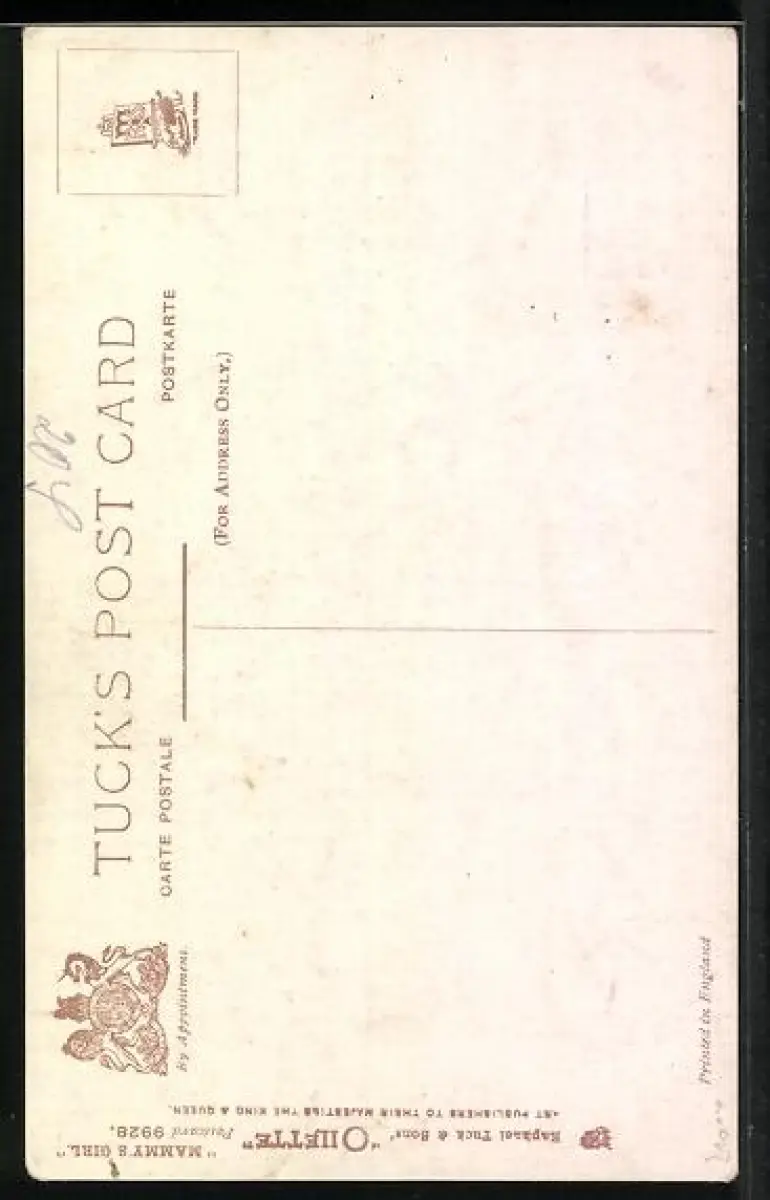 TUCK'S POST CARD
CARTE POSTALE
POSTKARTE
(FOR ADDRESS ONLY.)
By Appointment.
Raphael Tuck & Sons' "OILETTE" Postcard 9928.
"MAMMY'S GIRL."
ART PUBLISHERS TO THEIR MAJESTIES THE KING & QUEEN.
Printed in England